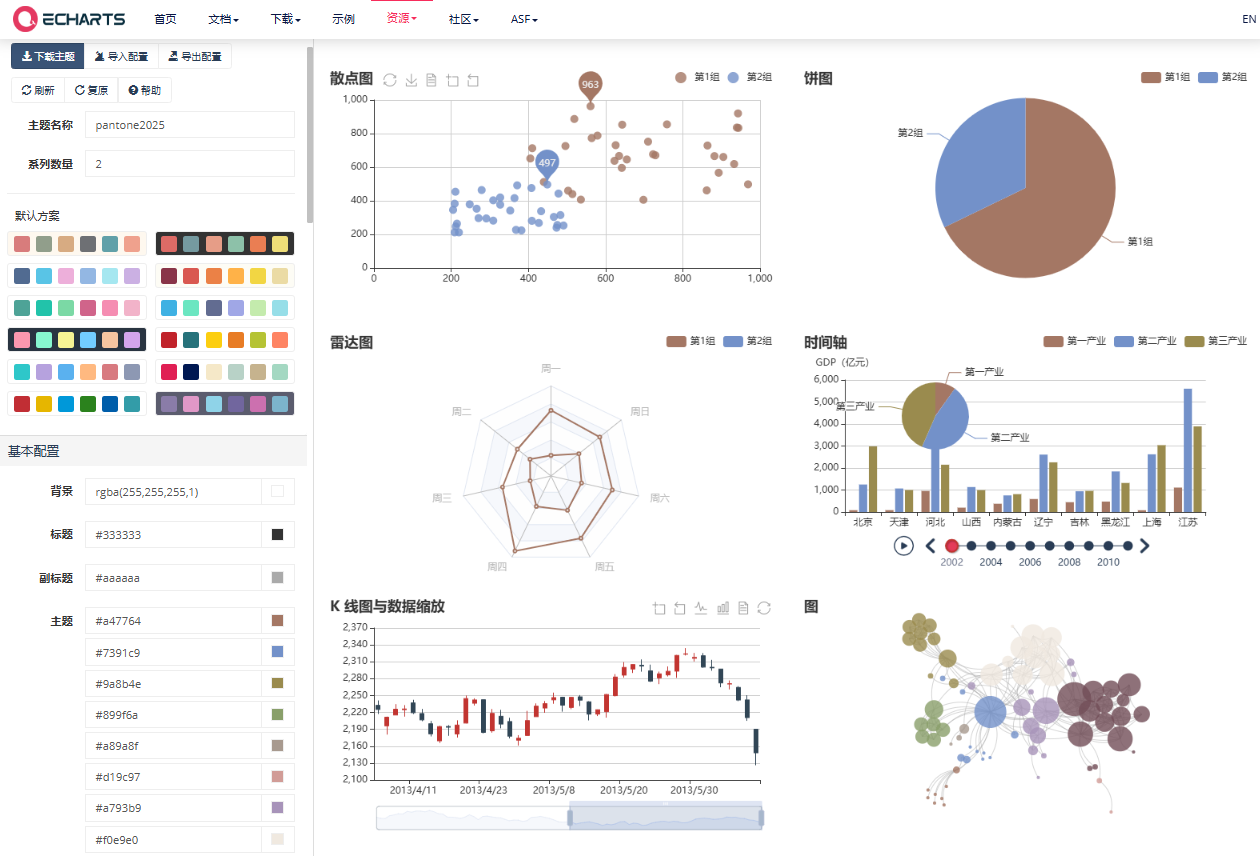 ECHARTS 首页 文档 下载 示例 资源 社区 ASF EN
下载主题 导入配置 导出配置
刷新 复原 帮助
主题名称 pantone2025
系列数量 2
默认方案
基本配置
背景 rgba(255,255,255,1)
标题 #333333
副标题 #aaaaaa
主题 #a47764
#7391c9
#9a8b4e
#899f6a
#a89a8f
#d19c97
#a793b9
#f0e9e0
散点图 第1组 第2组
963
497
1,000
800
600
400
200
0
0 200 400 600 800 1,000
饼图 第1组 第2组
第2组
第1组
雷达图 第1组 第2组
周一
周二 周日
周三 周六
周四 周五
时间轴 第一产业 第二产业 第三产业
GDP（亿元）
第一产业
第三产业
第二产业
6,000
5,000
4,000
3,000
2,000
1,000
0
北京 天津 河北 山西 内蒙古 辽宁 吉林 黑龙江 上海 江苏
2002 2004 2006 2008 2010
K 线图与数据缩放
2,370
2,340
2,310
2,280
2,250
2,220
2,190
2,160
2,130
2,100
2013/4/11 2013/4/23 2013/5/8 2013/5/20 2013/5/30
图